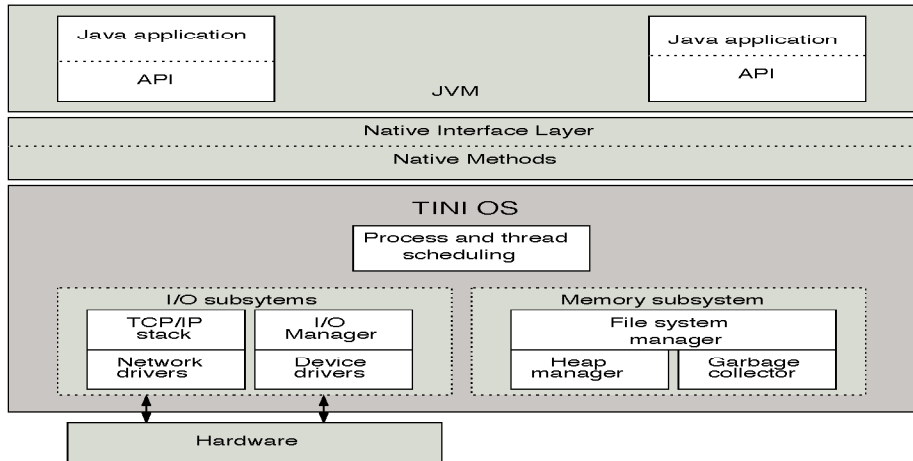 Java application
API
Java application
API
JVM
Native Interface Layer
Native Methods
TINI OS
Process and thread
scheduling
I/O subsytems
TCP/IP
stack
Network
drivers
I/O
Manager
Device
drivers
Memory subsystem
File system
manager
Heap
manager
Garbage
collector
Hardware